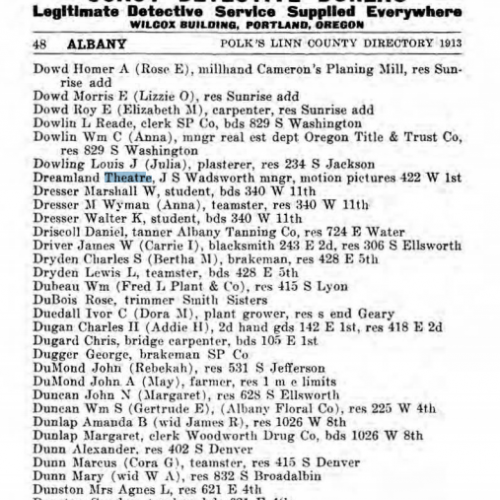 Legitimate Detective Service Supplied Everywhere
WILCOX BUILDING, PORTLAND, OREGON
48 ALBANY POLK'S LINN COUNTY DIRECTORY 1913
Dowd Homer A (Rose E), millhand Cameron's Planing Mill, res Sun-
rise add
Dowd Morris E (Lizzie O), res Sunrise add
Dowd Roy E (Elizabeth M), carpenter, res Sunrise add
Dowlin L Reade, clerk SP Co, bds 829 S Washington
Dowlin Wm C (Anna), mngr real est dept Oregon Title & Trust Co,
res 829 S Washington
Dowling Louis J (Julia), plasterer, res 234 S Jackson
Dreamland Theatre, J S Wadsworth mngr, motion pictures 422 W 1st
Dresser Marshall W, student, bds 340 W 11th
Dresser M Wyman (Anna), teamster, res 340 W 11th
Dresser Walter K, student, bds 340 W 11th
Driscoll Daniel, tanner Albany Tanning Co, res 724 E Water
Driver James W (Carrie I), blacksmith 243 E 2d, res 306 S Ellsworth
Dryden Charles S (Bertha M), brakeman, res 428 E 5th
Dryden Lewis L, teamster, bds 428 E 5th
Dubeau Wm (Fred L Plant & Co), res 415 S Lyon
DuBois Rose, trimmer Smith Sisters
Duedall Ivor C (Dora M), plant grower, res s end Geary
Dugan Charles H (Addie H), 2d hand gds 142 E 1st, res 418 E 2d
Dugard Chris, bridge carpenter, bds 105 E 1st
Dugger George, brakeman SP Co
DuMond John (Rebekah), res 531 S Jefferson
DuMond John A (May), farmer, res 1 m e limits
Duncan John N (Margaret), res 628 S Ellsworth
Duncan Wm S (Gertrude E), (Albany Floral Co), res 225 W 4th
Dunlap Amanda B (wid James R), res 1026 W 8th
Dunlap Margaret, clerk Woodworth Drug Co, bds 1026 W 8th
Dunn Alexander, res 402 S Denver
Dunn Marcus (Cora G), teamster, res 415 S Denver
Dunn Mary (wid W A), res 832 S Broadalbin
Dunston Mrs Agnes L, res 621 E 4th